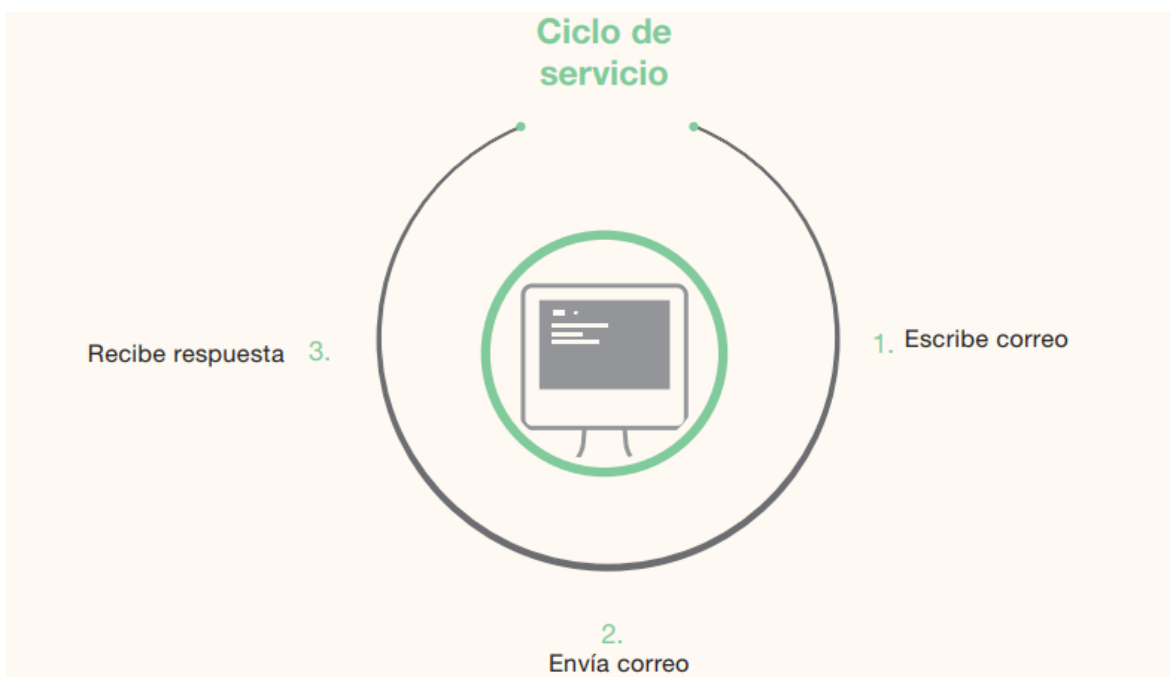 Ciclo de
servicio
1. Escribe correo
2.
Envía correo
Recibe respuesta 3.